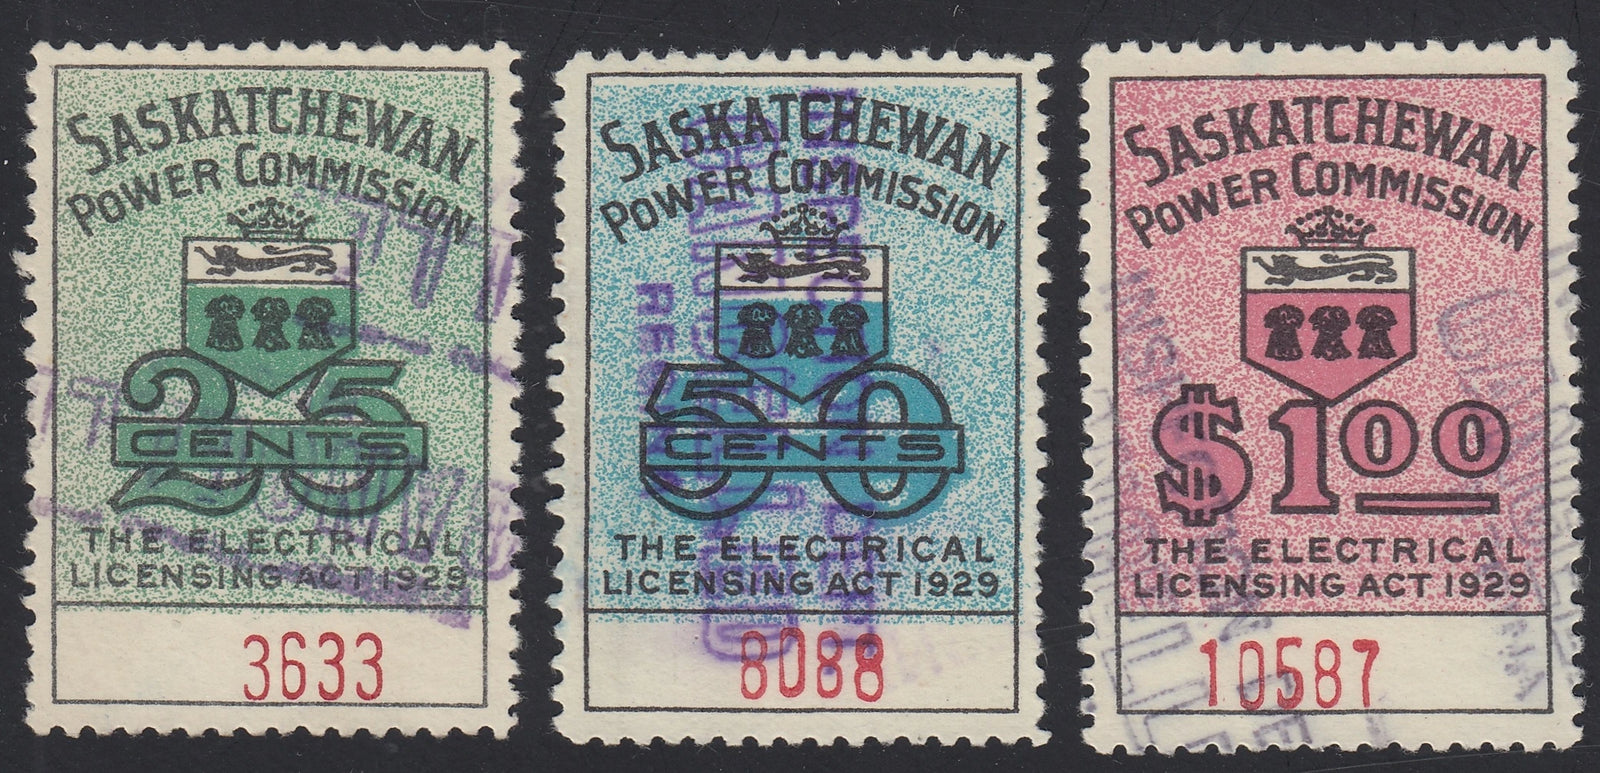 SASKATCHEWAN
POWER COMMISSION
25
CENTS
THE ELECTRICAL
LICENSING ACT 1929
3633
SASKATCHEWAN
POWER COMMISSION
50
CENTS
THE ELECTRICAL
LICENSING ACT 1929
8088
SASKATCHEWAN
POWER COMMISSION
$1.00
THE ELECTRICAL
LICENSING ACT 1929
10587